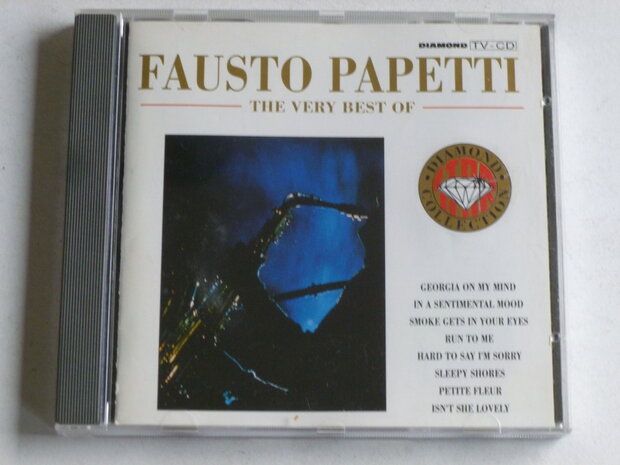 DIAMOND TV-CD
FAUSTO PAPETTI
THE VERY BEST OF
DIAMOND
COLLECTION
GEORGIA ON MY MIND
IN A SENTIMENTAL MOOD
SMOKE GETS IN YOUR EYES
RUN TO ME
HARD TO SAY I'M SORRY
SLEEPY SHORES
PETITE FLEUR
ISN'T SHE LOVELY